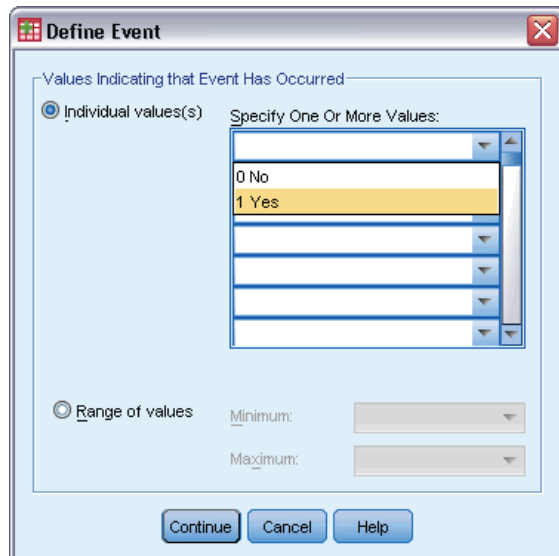 Define Event
Values Indicating that Event Has Occurred
Individual values(s)
Specify One Or More Values:
0 No
1 Yes
Range of values
Minimum:
Maximum:
Continue
Cancel
Help